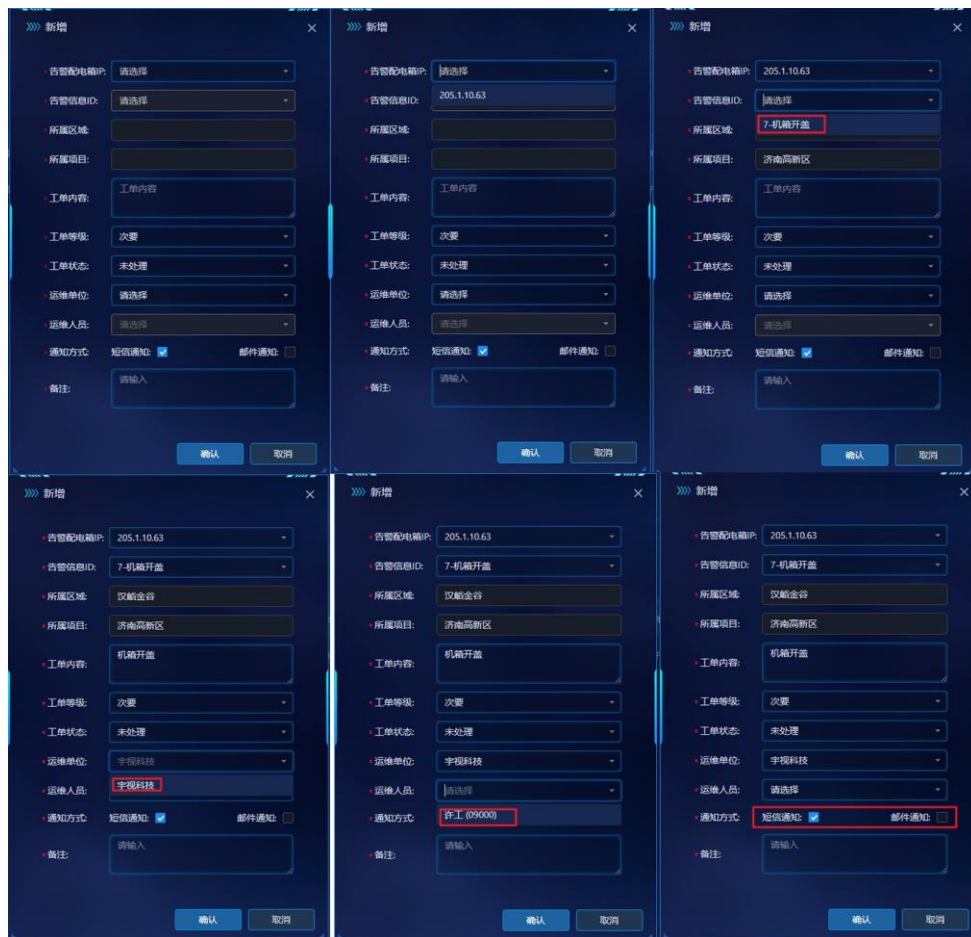 新增
告警配电箱IP: 请选择
告警信息ID: 请选择
所属区域:
所属项目:
工单内容: 工单内容
工单等级: 次要
工单状态: 未处理
运维单位: 请选择
运维人员: 请选择
通知方式: 短信通知: 邮件通知:
备注: 请输入
确认 取消
新增
告警配电箱IP: 请选择
205.1.10.63
告警信息ID:
所属区域:
所属项目:
工单内容: 工单内容
工单等级: 次要
工单状态: 未处理
运维单位: 请选择
运维人员: 请选择
通知方式: 短信通知: 邮件通知:
备注: 请输入
确认 取消
新增
告警配电箱IP: 205.1.10.63
告警信息ID: 请选择
7-机箱开盖
所属区域:
所属项目: 济南高新区
工单内容: 工单内容
工单等级: 次要
工单状态: 未处理
运维单位: 请选择
运维人员: 请选择
通知方式: 短信通知: 邮件通知:
备注: 请输入
确认 取消
新增
告警配电箱IP: 205.1.10.63
告警信息ID: 7-机箱开盖
所属区域: 汉峪金谷
所属项目: 济南高新区
工单内容: 机箱开盖
工单等级: 次要
工单状态: 未处理
运维单位: 宇视科技
宇视科技
运维人员:
通知方式: 短信通知: 邮件通知:
备注: 请输入
确认 取消
新增
告警配电箱IP: 205.1.10.63
告警信息ID: 7-机箱开盖
所属区域: 汉峪金谷
所属项目: 济南高新区
工单内容: 机箱开盖
工单等级: 次要
工单状态: 未处理
运维单位: 宇视科技
运维人员: 请选择
许工 (09000)
通知方式:
备注: 请输入
确认 取消
新增
告警配电箱IP: 205.1.10.63
告警信息ID: 7-机箱开盖
所属区域: 汉峪金谷
所属项目: 济南高新区
工单内容: 机箱开盖
工单等级: 次要
工单状态: 未处理
运维单位: 宇视科技
运维人员: 请选择
通知方式: 短信通知: 邮件通知:
备注: 请输入
确认 取消